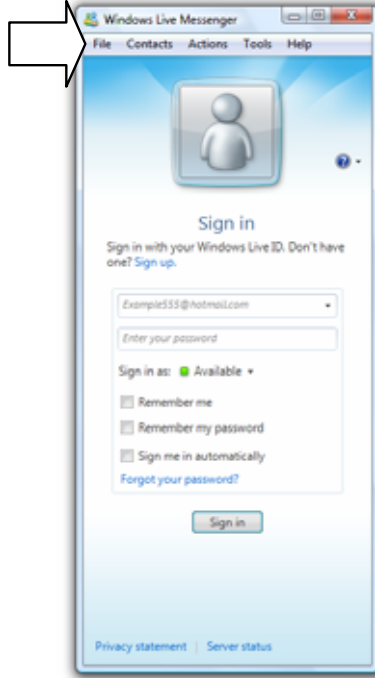 Windows Live Messenger
File Contacts Actions Tools Help
Sign in
Sign in with your Windows Live ID. Don't have
one? Sign up.
Example555@hotmail.com
Enter your password
Sign in as: Available
Remember me
Remember my password
Sign me in automatically
Forgot your password?
Sign in
Privacy statement | Server status